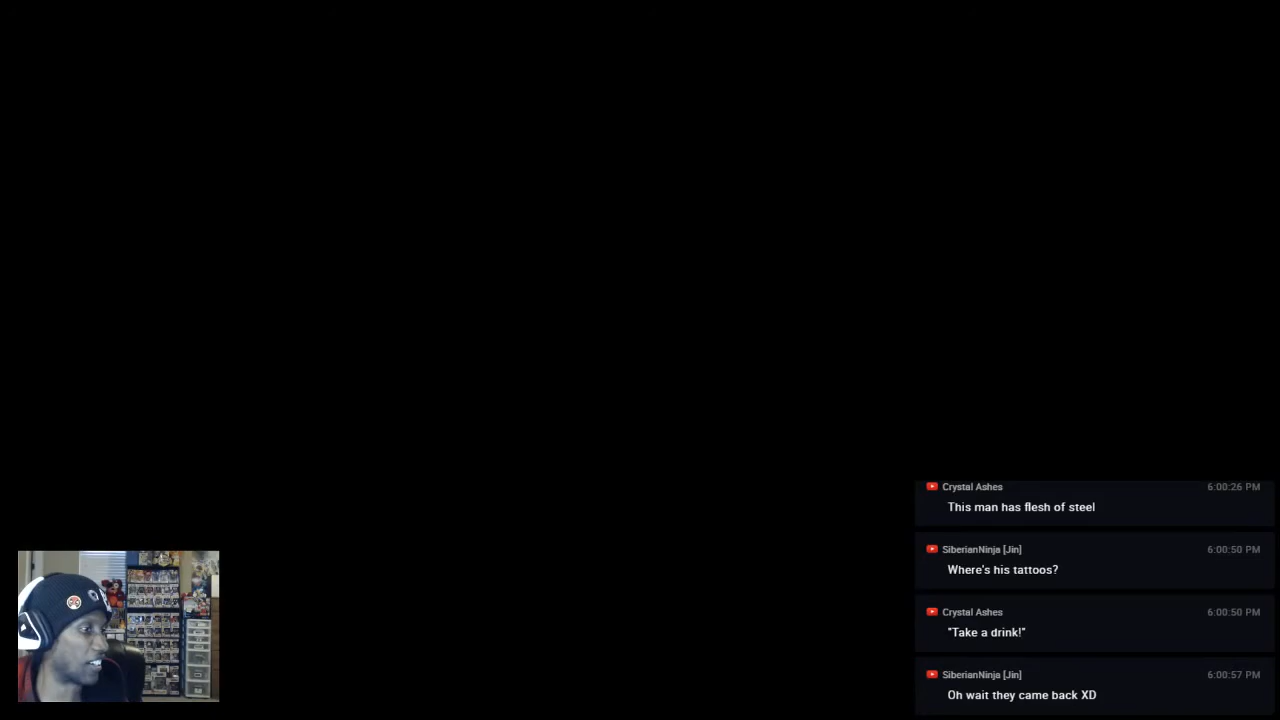 Crystal Ashes 6:00:26 PM
This man has flesh of steel
SiberianNinja [Jin] 6:00:50 PM
Where's his tattoos?
Crystal Ashes 6:00:50 PM
"Take a drink!"
SiberianNinja [Jin] 6:00:57 PM
Oh wait they came back XD